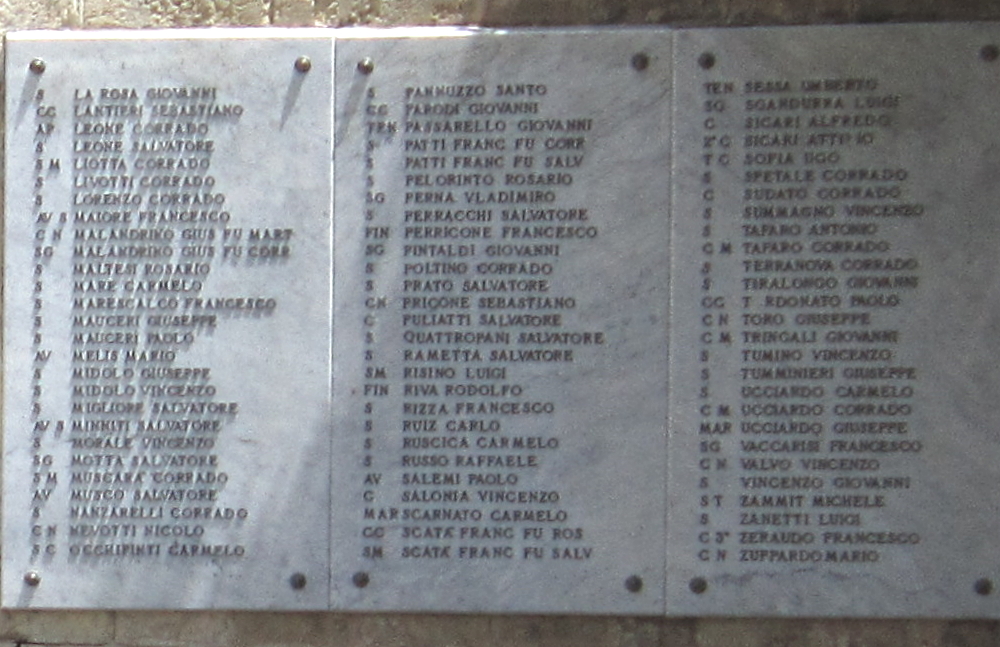 S LA ROSA GIOVANNI
CC LANTIERI SEBASTIANO
AP LEONE CORRADO
S LEONE SALVATORE
S M LIOTTA CORRADO
S LIVOTTI CORRADO
S LORENZO CORRADO
AV S MAIORE FRANCESCO
C N MALANDRINO GIUS FU MART
SG MALANDRINO GIUS FU CORR
S MALTESI ROSARIO
S MARE CARMELO
S MARESCALCO FRANCESCO
S MAUCERI GIUSEPPE
S MAUCERI PAOLO
AV MELIS MARIO
S MIDOLO GIUSEPPE
S MIDOLO VINCENZO
S MIGLIORE SALVATORE
AV S MINNITI SALVATORE
S MORALE VINCENZO
SG MOTTA SALVATORE
S M MUSCARA' CORRADO
AV MUSCO SALVATORE
S NANZARELLI CORRADO
C N NEVOTTI NICOLO
S C OCCHIPINTI CARMELO
S PANNUZZO SANTO
CC PARODI GIOVANNI
TEN PASSARELLO GIOVANNI
S PATTI FRANC FU CORR
S PATTI FRANC FU SALV
S PELORINTO ROSARIO
SG PERNA VLADIMIRO
S PERRACCHI SALVATORE
FIN PERRICONE FRANCESCO
SG PINTALDI GIOVANNI
S POLTINO CORRADO
S PRATO SALVATORE
CN PRIGONE SEBASTIANO
C PULIATTI SALVATORE
S QUATTROPANI SALVATORE
S RAMETTA SALVATORE
SM RISINO LUIGI
FIN RIVA RODOLFO
S RIZZA FRANCESCO
S RUIZ CARLO
S RUSCICA CARMELO
S RUSSO RAFFAELE
AV SALEMI PAOLO
C SALONIA VINCENZO
MAR SCARNATO CARMELO
CC SCATA' FRANC FU ROS
SM SCATA' FRANC FU SALV
TEN SESSA UMBERTO
SG SGANDURRA LUIGI
C SICARI ALFREDO
2° C SICARI
T C SOFIA UGO
S SPETALE CORRADO
C SUDATO CORRADO
S SUMMAGNO VINCENZO
S TAFARO ANTONIO
C M TAFARO CORRADO
S TERRANOVA CORRADO
S TIRALONGO GIOVANNI
CC T RDONATO PAOLO
C N TORO GIUSEPPE
C M TRINGALI GIOVANNI
S TUMINO VINCENZO
S TUMMINIERI GIUSEPPE
S UCCIARDO CARMELO
C M UCCIARDO CORRADO
MAR UCCIARDO GIUSEPPE
SG VACCARISI FRANCESCO
C N VALVO VINCENZO
S VINCENZO GIOVANNI
S T ZAMMIT MICHELE
S ZANETTI LUIGI
C 3° ZERAUDO FRANCESCO
C N ZUPPARDO MARIO